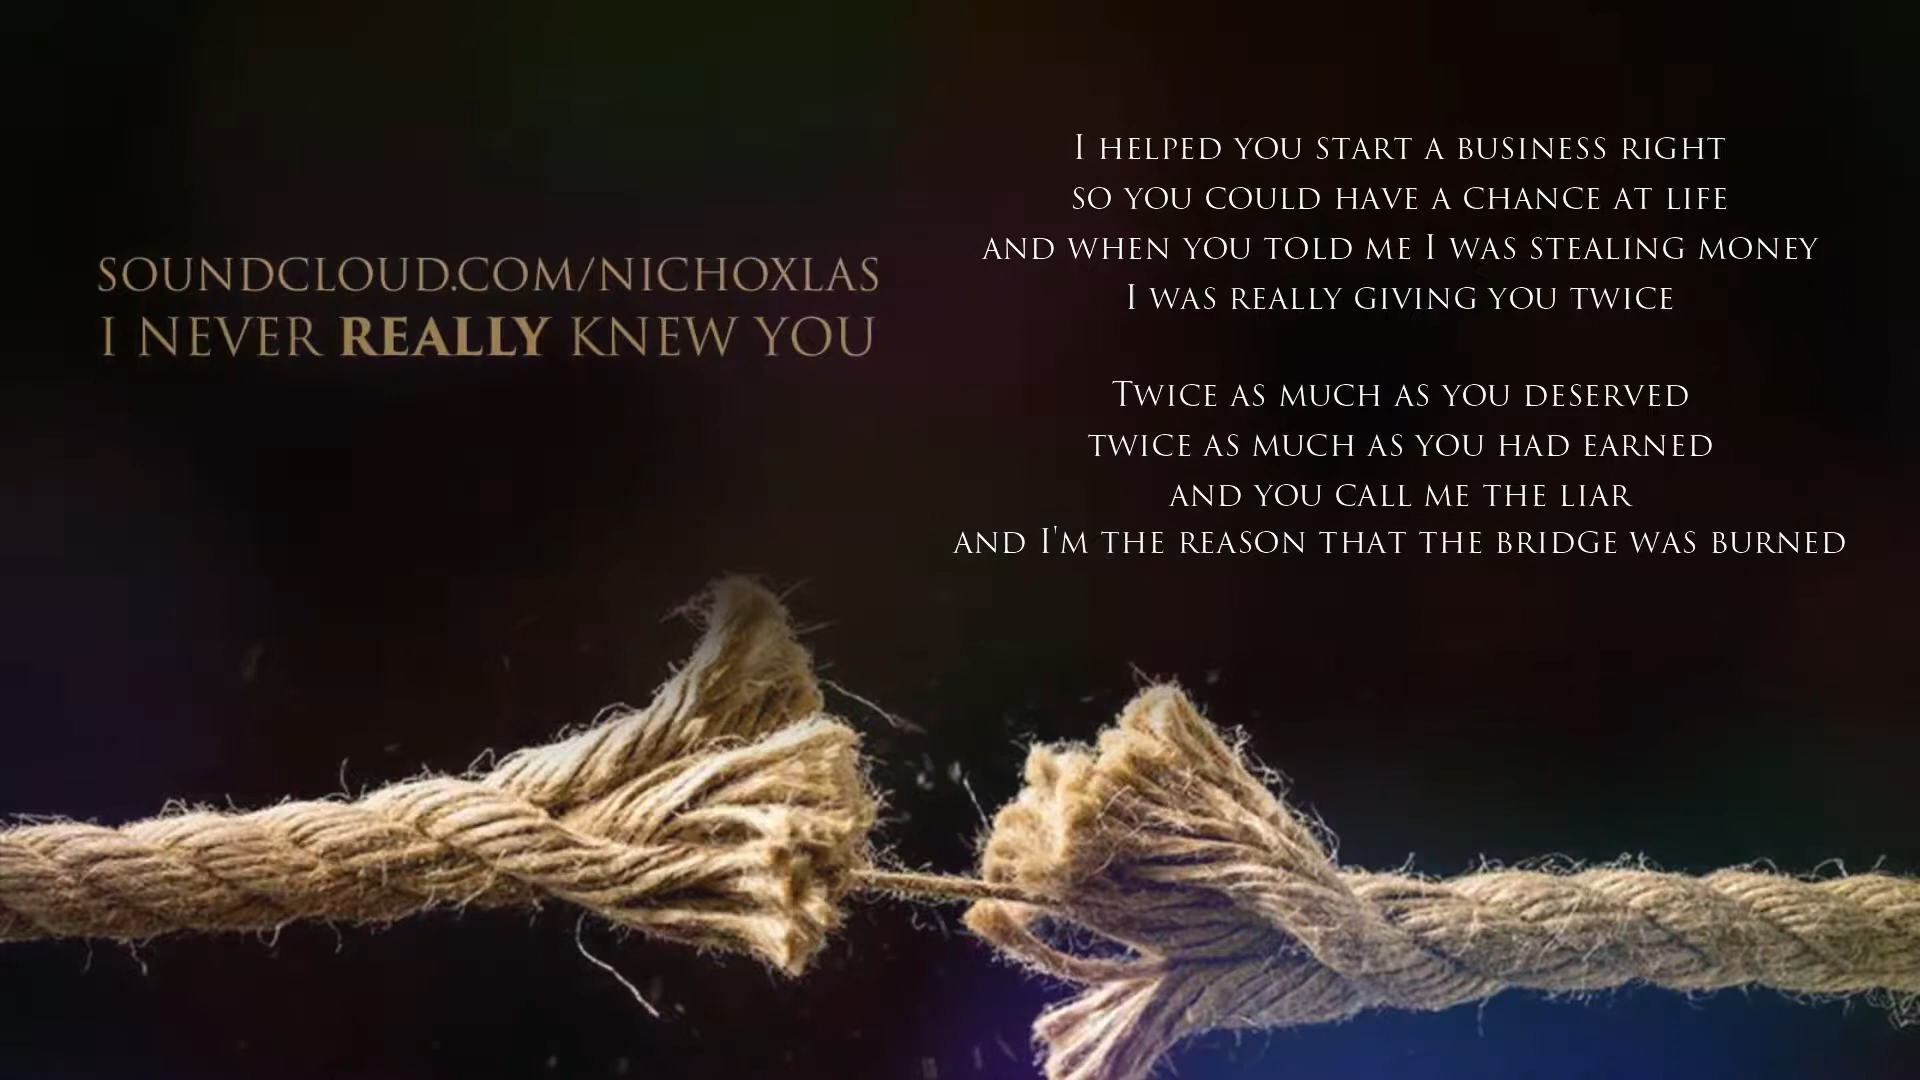 SOUNDCLOUD.COM/NICHOXLAS
I NEVER REALLY KNEW YOU
I HELPED YOU START A BUSINESS RIGHT
SO YOU COULD HAVE A CHANCE AT LIFE
AND WHEN YOU TOLD ME I WAS STEALING MONEY
I WAS REALLY GIVING YOU TWICE
TWICE AS MUCH AS YOU DESERVED
TWICE AS MUCH AS YOU HAD EARNED
AND YOU CALL ME THE LIAR
AND I'M THE REASON THAT THE BRIDGE WAS BURNED